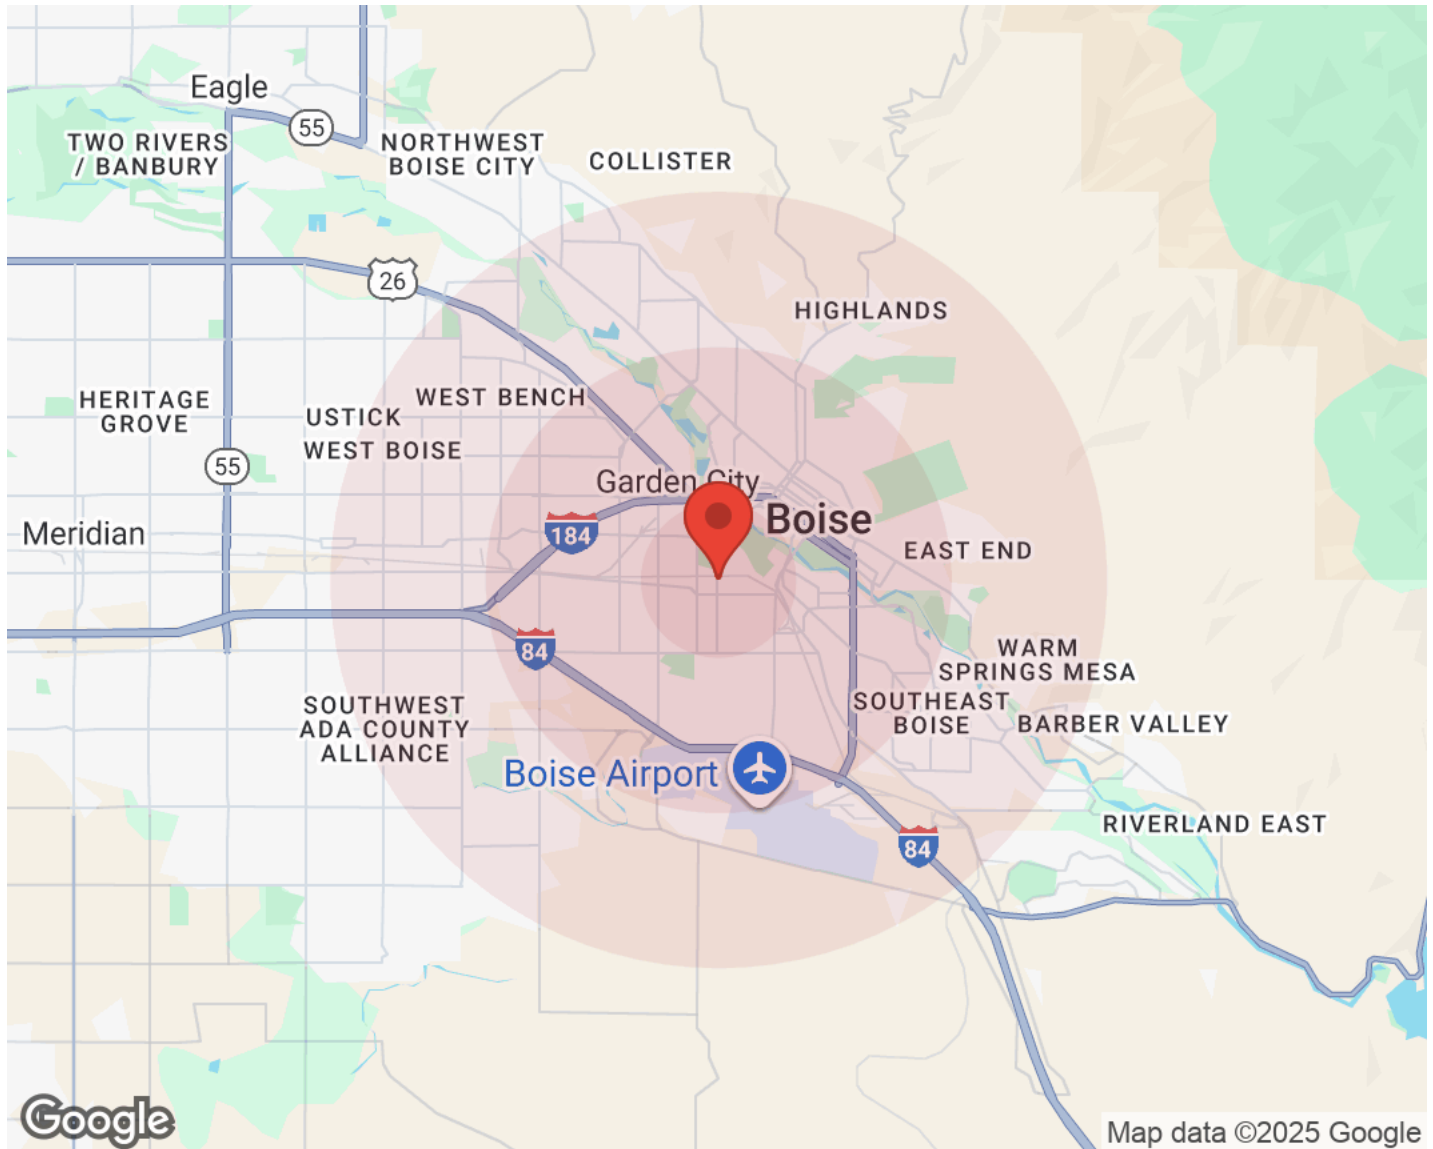 Eagle
55
TWO RIVERS
/ BANBURY
NORTHWEST
BOISE CITY
COLLISTER
26
HIGHLANDS
HERITAGE
GROVE
USTICK
WEST BENCH
WEST BOISE
55
Garden City
Meridian
184
Boise
EAST END
84
WARM
SPRINGS MESA
SOUTHWEST
ADA COUNTY
ALLIANCE
SOUTHEAST
BOISE
BARBER VALLEY
Boise Airport
RIVERLAND EAST
84
Google
Map data ©2025 Google